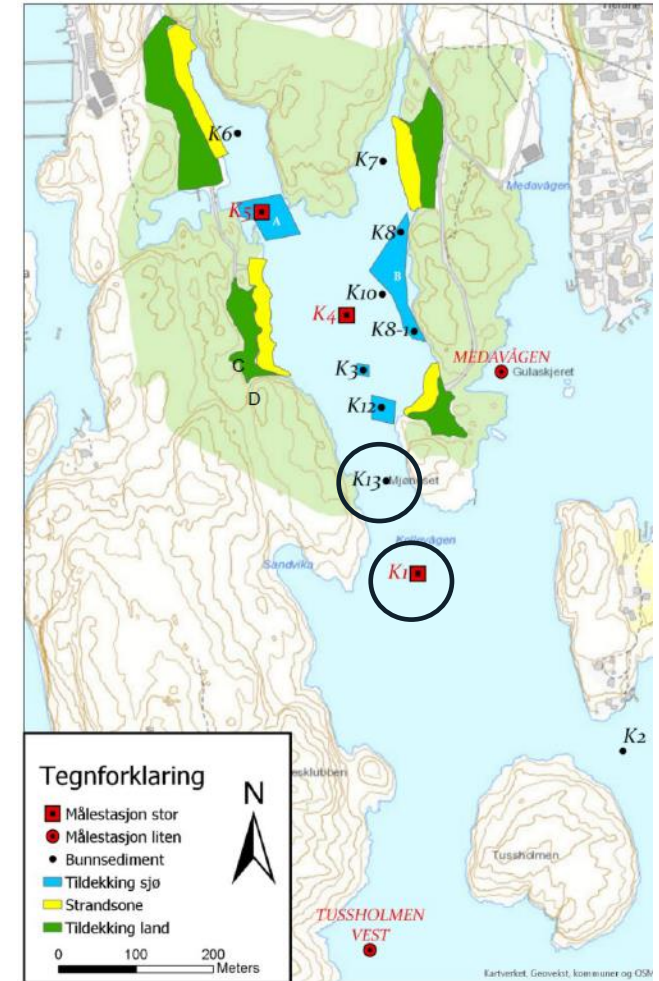 K6
K7
Medavågen
K5
A
K8
B
K10
K4
K8-1
MEDAVÅGEN
K3
Gulaskjeret
C
D
K12
K13
Sandvika
K1
K2
Tegnforklaring
Målestasjon stor
Målestasjon liten
Bunnsediment
Tildekking sjø
Strandsone
Tildekking land
N
0 100 200
Meters
Tussholmen
TUSSHOLMEN
VEST
Kartverket, Geovekst, kommuner og OSM